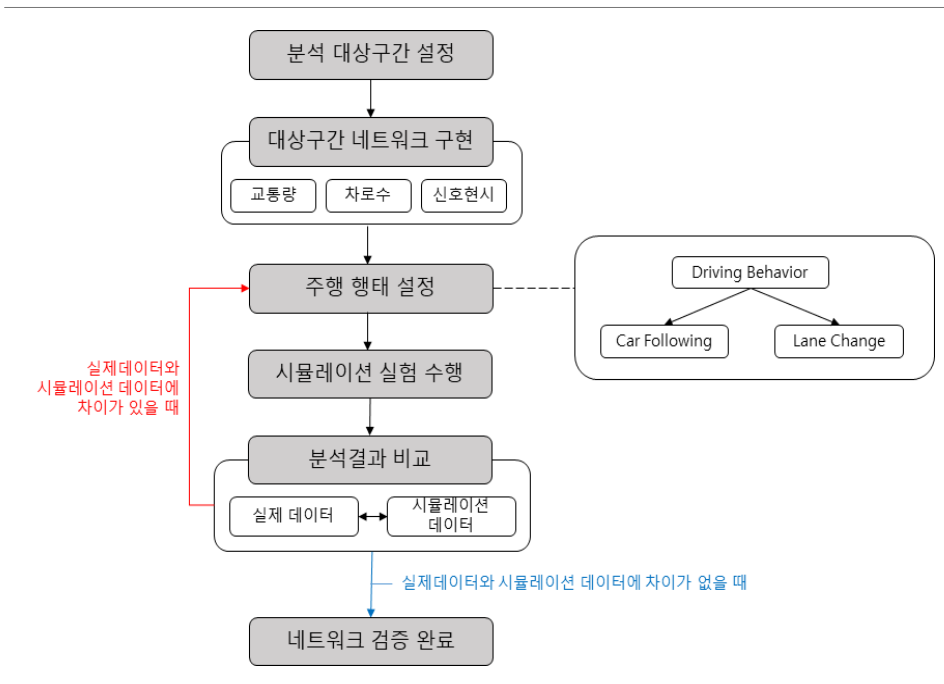 분석 대상구간 설정
대상구간 네트워크 구현
교통량
차로수
신호현시
주행 행태 설정
Driving Behavior
Car Following
Lane Change
시뮬레이션 실험 수행
실제데이터와
시뮬레이션 데이터에
차이가 있을 때
분석결과 비교
실제 데이터
시뮬레이션
데이터
실제데이터와 시뮬레이션 데이터에 차이가 없을 때
네트워크 검증 완료